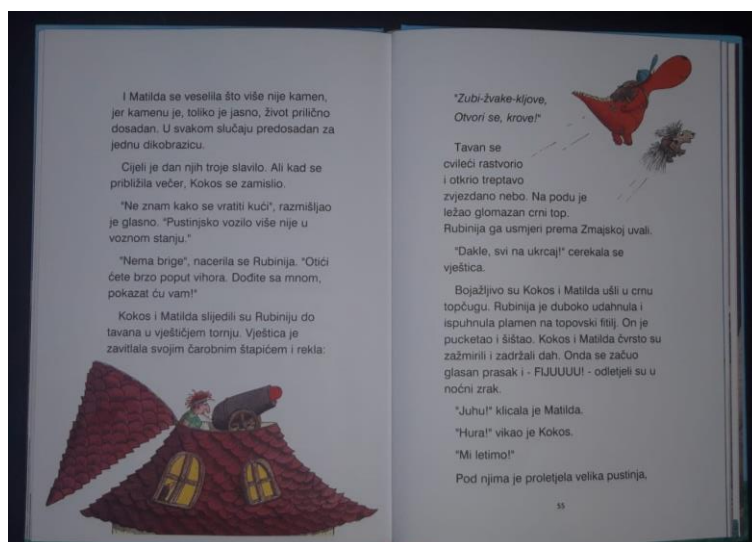 I Matilda se veselila što više nije kamen,
jer kamenu je, toliko je jasno, život prilično
dosadan. U svakom slučaju predosadan za
jednu dikobrazicu.
Cijeli je dan njih troje slavilo. Ali kad se
približila večer, Kokos se zamislio.
"Ne znam kako se vratiti kući", razmišljao
je glasno. "Pustinjsko vozilo više nije u
voznom stanju."
"Nema brige", nacerila se Rubinija. "Otići
ćete brzo poput vihora. Dođite sa mnom,
pokazat ću vam!"
Kokos i Matilda slijedili su Rubiniju do
tavana u vještičjem tornju. Vještica je
zavitlala svojim čarobnim štapićem i rekla:
"Zubi-žvake-kljove,
Otvori se, krove!"
Tavan se
cvileći rastvorio
i otkrio treptavo
zvjezdano nebo. Na podu je
ležao glomazan crni top.
Rubinija ga usmjeri prema Zmajskoj uvali.
"Dakle, svi na ukrcaj!" cerekala se
vještica.
Bojažljivo su Kokos i Matilda ušli u crnu
topčugu. Rubinija je duboko udahnula i
ispuhnula plamen na topovski fitilj. On je
pucketao i šištao. Kokos i Matilda čvrsto su
zažmirili i zadržali dah. Onda se začuo
glasan prasak i - FIJUUUU! - odletjeli su u
noćni zrak.
"Juhu!" klicala je Matilda.
"Hura!" vikao je Kokos.
"Mi letimo!"
Pod njima je proletjela velika pustinja,
55